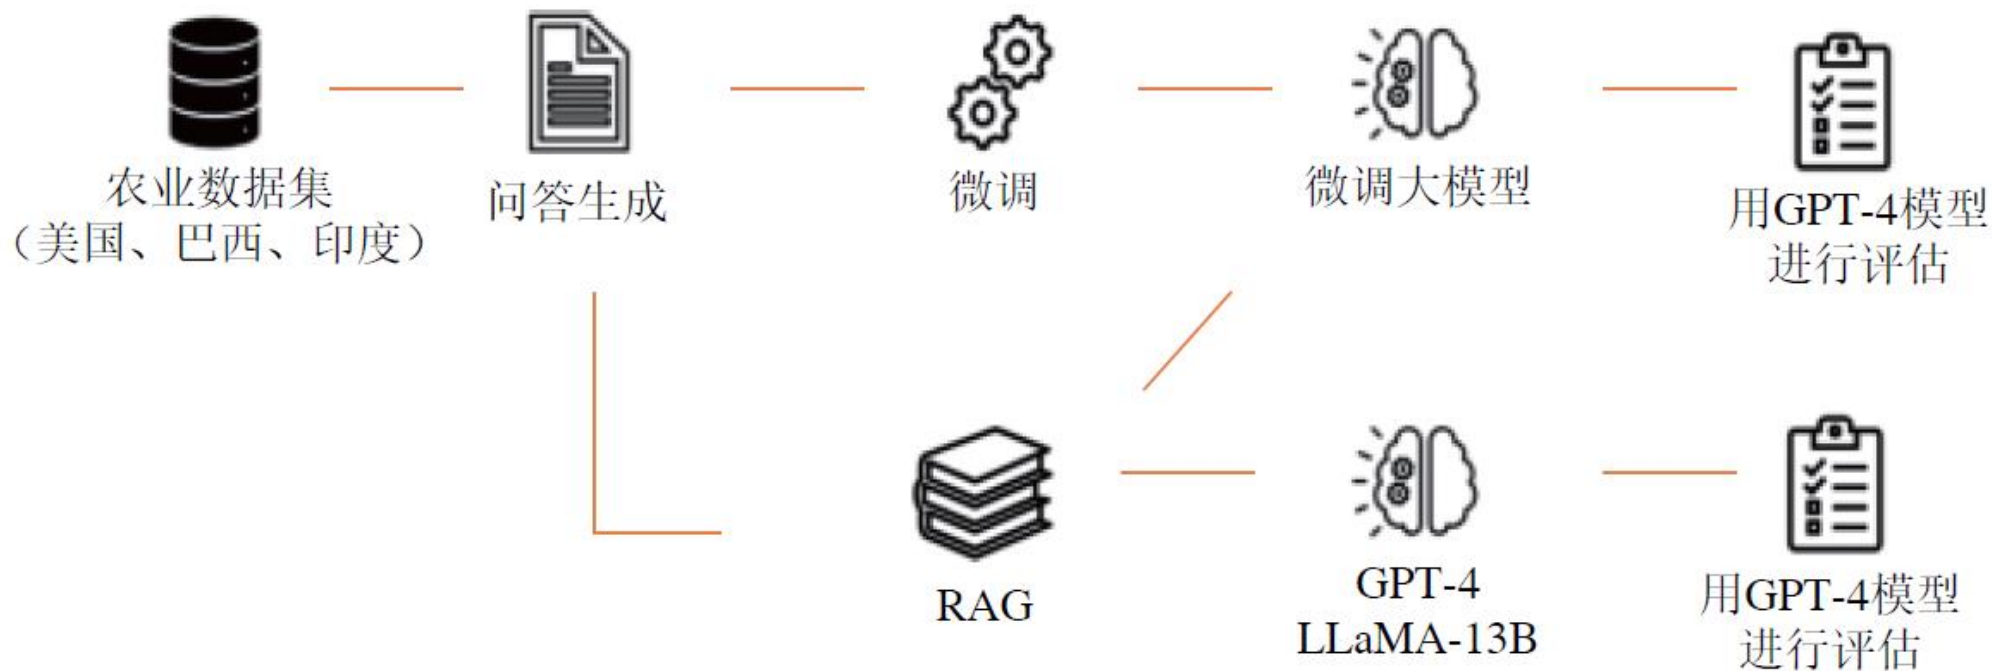 农业数据集
（美国、巴西、印度）
问答生成
微调
微调大模型
用GPT-4模型
进行评估
RAG
GPT-4
LLaMA-13B
用GPT-4模型
进行评估